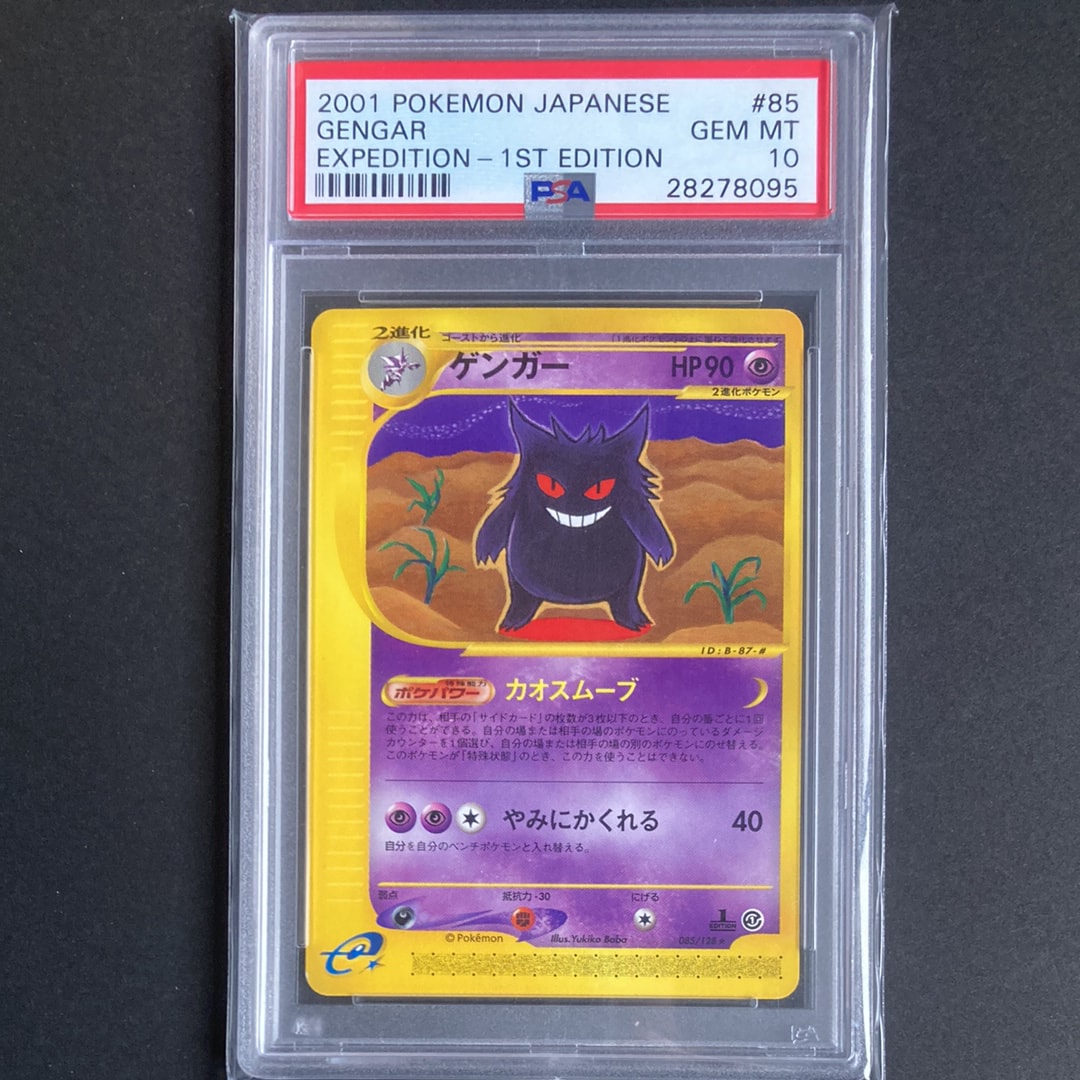 2001 POKEMON JAPANESE #85
GENGAR GEM MT
EXPEDITION - 1ST EDITION 10
PSA 28278095
2進化 ゴーストから進化
ゲンガー HP90
2進化ポケモン
ID:B-87-#
特殊能力
ポケパワー カオスムーブ
この力は、相手の「サイドカード」の枚数が3枚以下のとき、自分の番ごとに1回
使うことができる。自分の場または相手の場のポケモンにのっているダメージ
カウンターを1個選び、自分の場または相手の場の別のポケモンにのせ替える。
このポケモンが「特殊状態」のとき、この力を使うことはできない。
やみにかくれる 40
自分を自分のベンチポケモンと入れ替える。
弱点 抵抗力-30 にげる
1 EDITION
©Pokémon Illus.Yukiko Baba 085/128
e